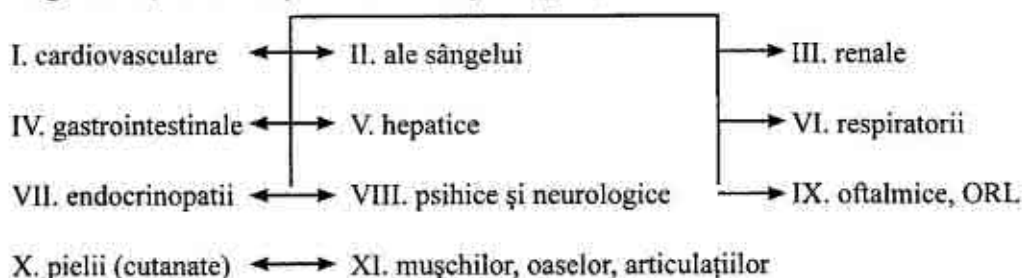 I. cardiovasculare II. ale sângelui III. renale
IV. gastrointestinale V. hepatice VI. respiratorii
VII. endocrinopatii VIII. psihice şi neurologice IX. oftalmice, ORL
X. pielii (cutanate) XI. muşchilor, oaselor, articulaţiilor